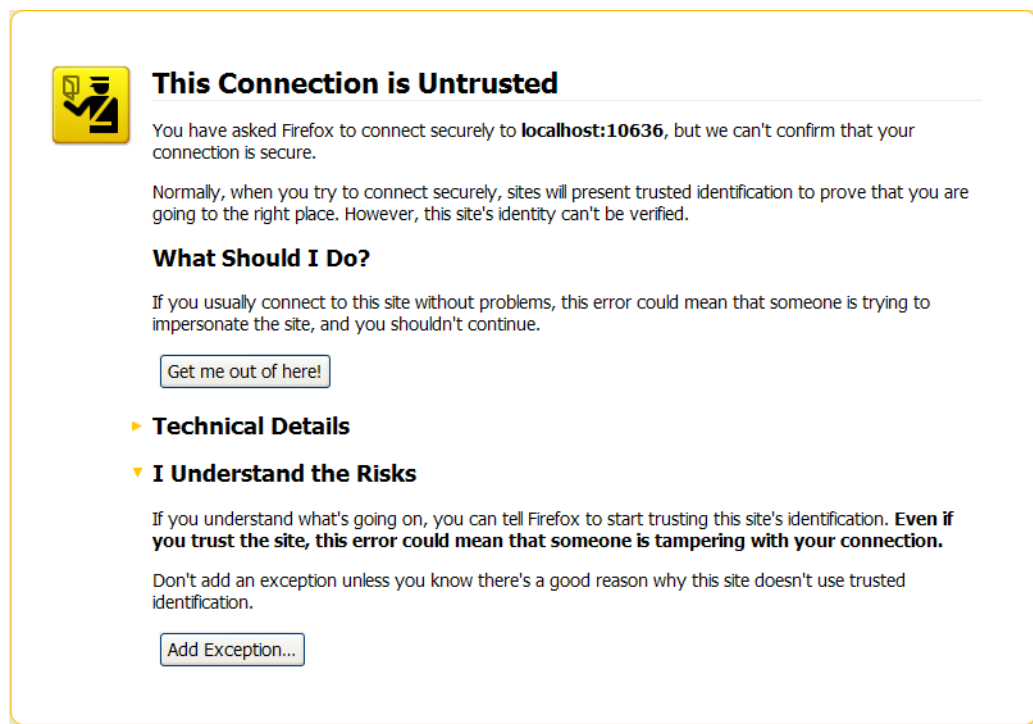 This Connection is Untrusted
You have asked Firefox to connect securely to localhost:10636, but we can't confirm that your
connection is secure.
Normally, when you try to connect securely, sites will present trusted identification to prove that you are
going to the right place. However, this site's identity can't be verified.
What Should I Do?
If you usually connect to this site without problems, this error could mean that someone is trying to
impersonate the site, and you shouldn't continue.
Get me out of here!
Technical Details
I Understand the Risks
If you understand what's going on, you can tell Firefox to start trusting this site's identification. Even if
you trust the site, this error could mean that someone is tampering with your connection.
Don't add an exception unless you know there's a good reason why this site doesn't use trusted
identification.
Add Exception...